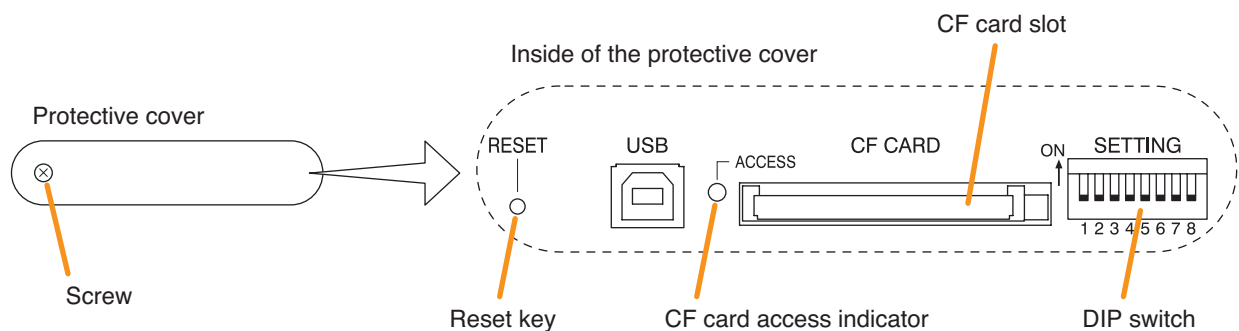 CF card slot
Inside of the protective cover
Protective cover
RESET
USB
ACCESS
CF CARD
ON
SETTING
1 2 3 4 5 6 7 8
Screw
Reset key
CF card access indicator
DIP switch